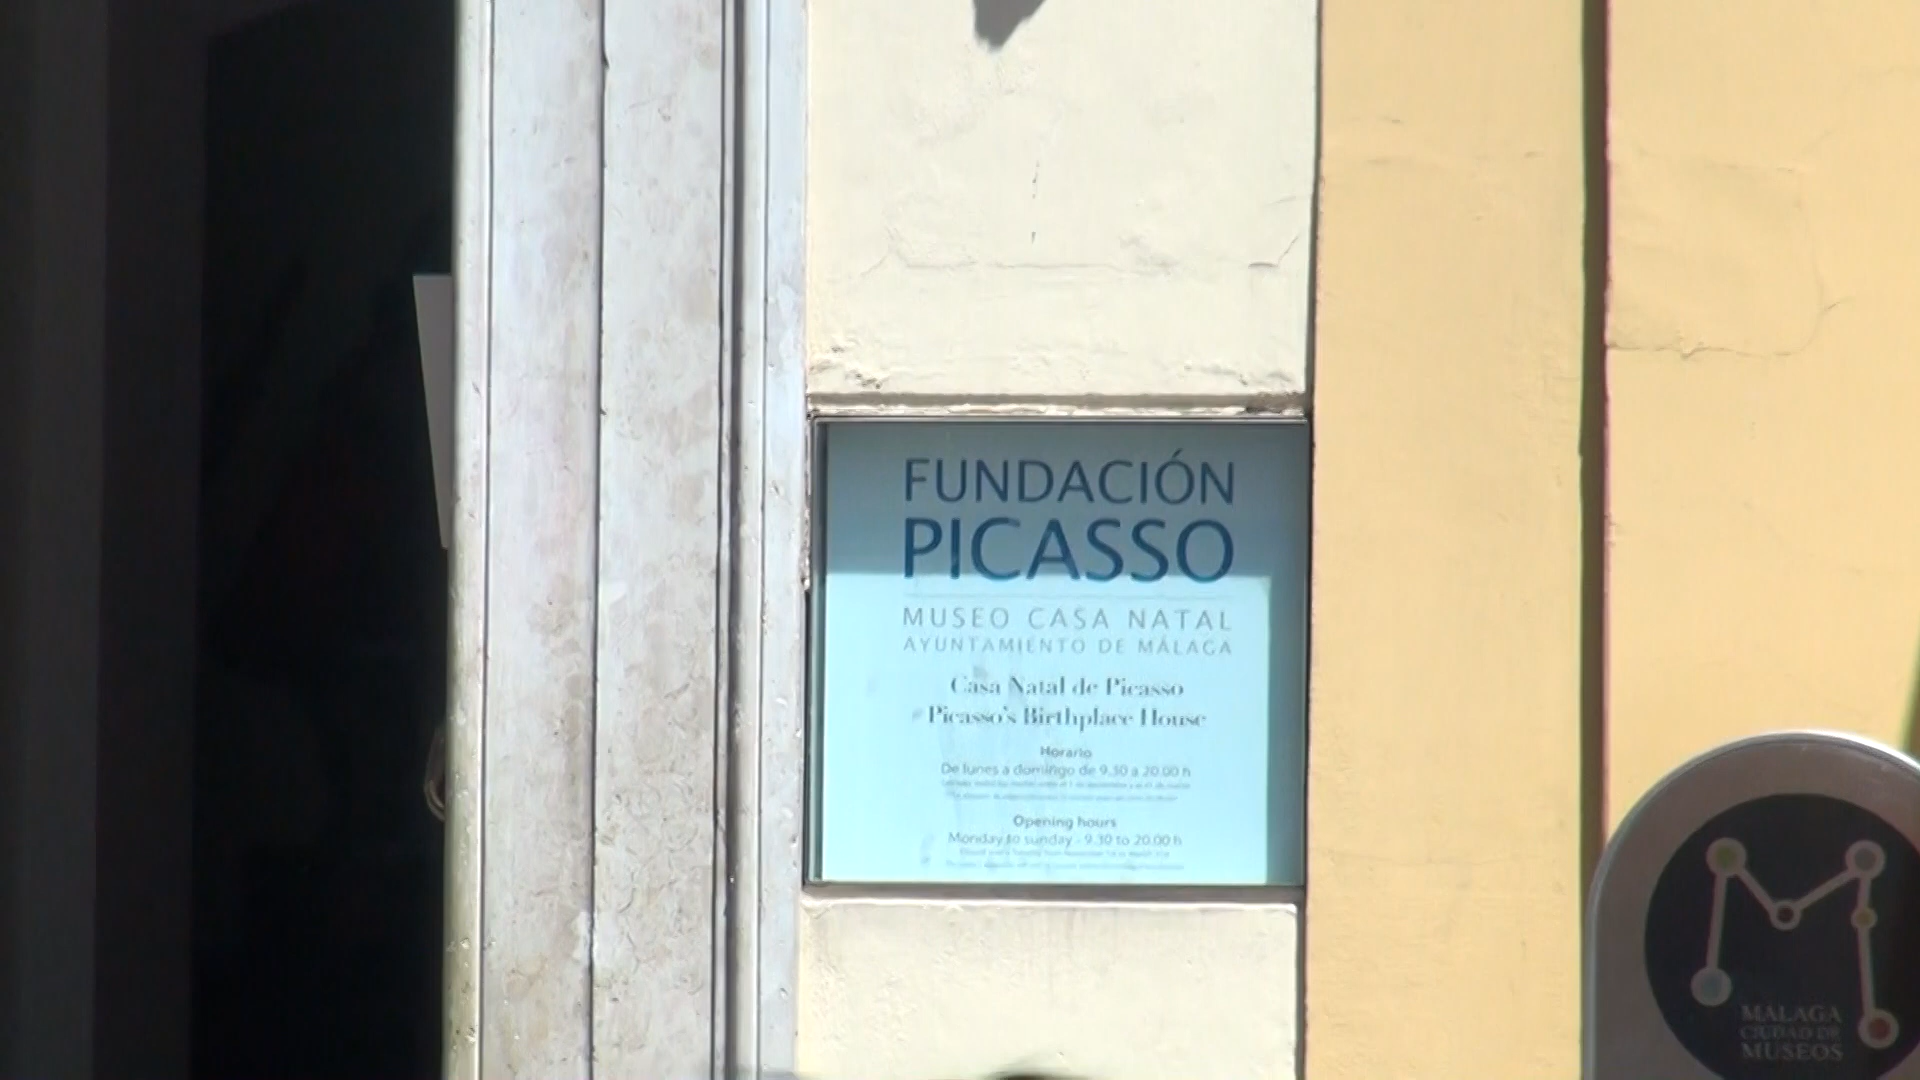 FUNDACIÓN
PICASSO
MUSEO CASA NATAL
AYUNTAMIENTO DE MÁLAGA
Casa Natal de Picasso
Picasso's Birthplace House
Horario
De lunes a domingo de 9.30 a 20.00 h
Opening hours
Monday to sunday - 9.30 to 20.00 h
MALAGA
CIUDAD DE
MUSEOS